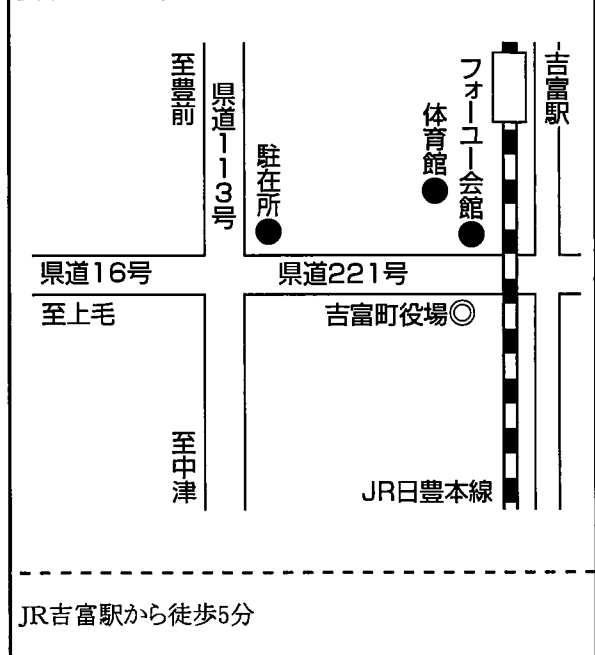 至豊前
県道113号
駐在所
体育館
フォーユー会館
吉富駅
県道16号
県道221号
至上毛
吉富町役場
至中津
JR日豊本線
JR吉富駅から徒歩5分